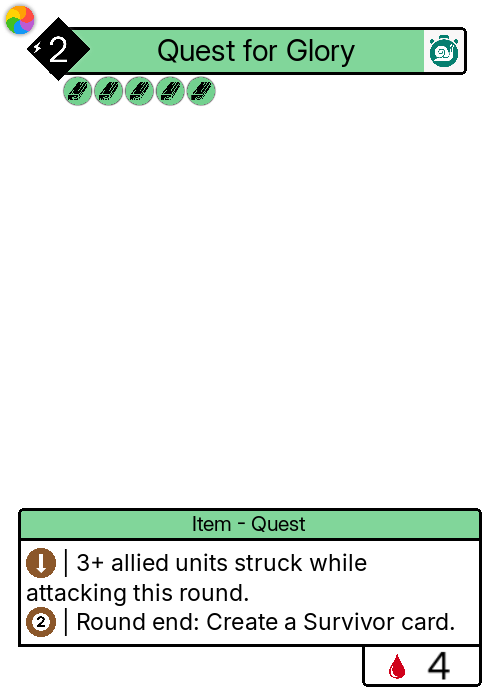 2
Quest for Glory
Item - Quest
| 3+ allied units struck while
attacking this round.
2 | Round end: Create a Survivor card.
4